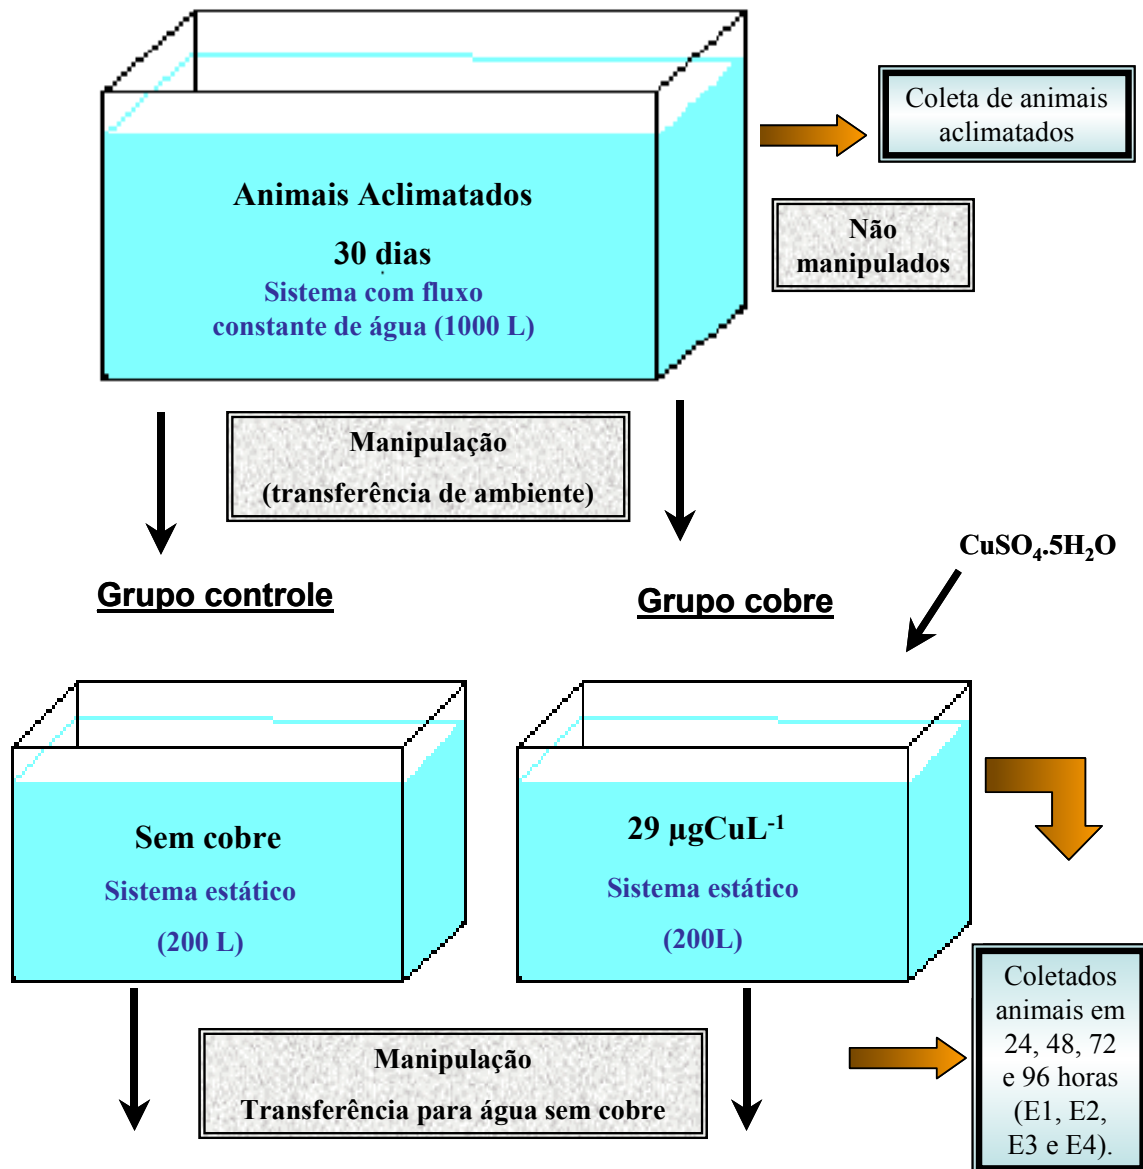 Coleta de animais
aclimatados
Animais Aclimatados
30 dias
Sistema com fluxo
constante de água (1000 L)
Não
manipulados
Manipulação
(transferência de ambiente)
CuSO₄.5H₂O
Grupo controle
Grupo cobre
Sem cobre
Sistema estático
(200 L)
29 µgCuL⁻¹
Sistema estático
(200L)
Coletados
animais em
24, 48, 72
e 96 horas
(E1, E2,
E3 e E4).
Manipulação
Transferência para água sem cobre